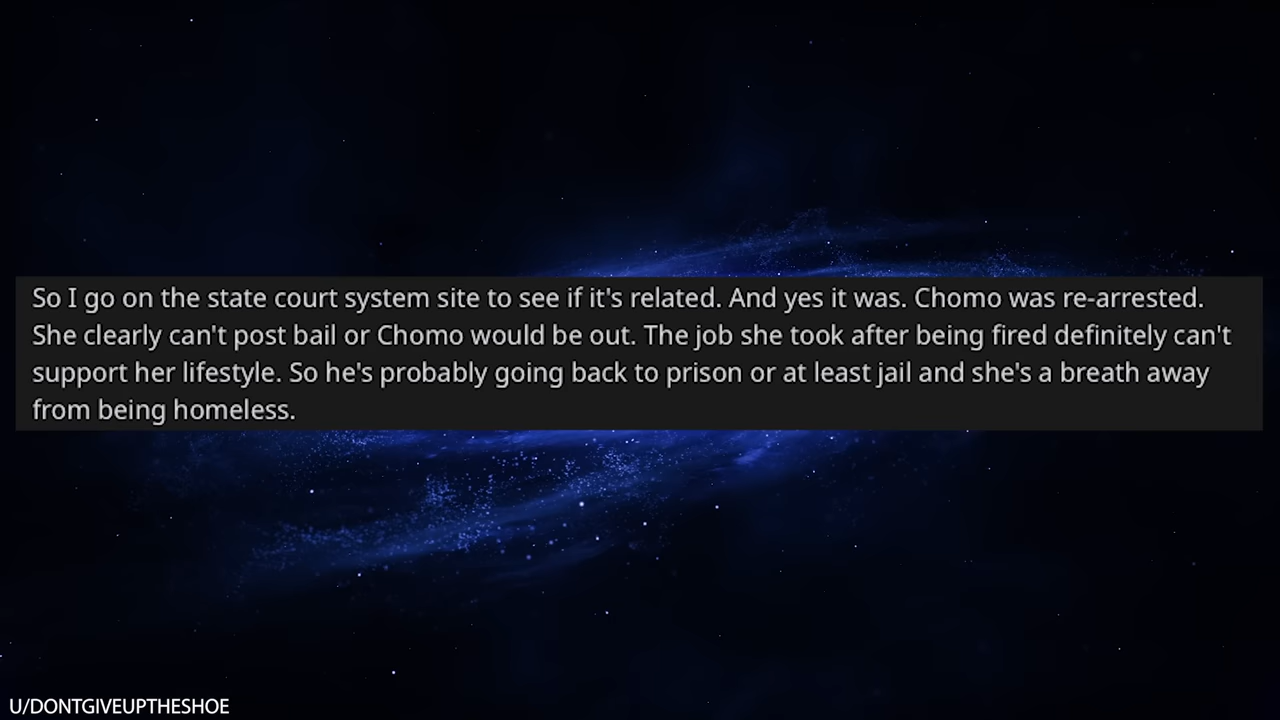 So I go on the state court system site to see if it's related. And yes it was. Chomo was re-arrested.
She clearly can't post bail or Chomo would be out. The job she took after being fired definitely can't
support her lifestyle. So he's probably going back to prison or at least jail and she's a breath away
from being homeless.
U/DONTGIVEUPTHESHOE